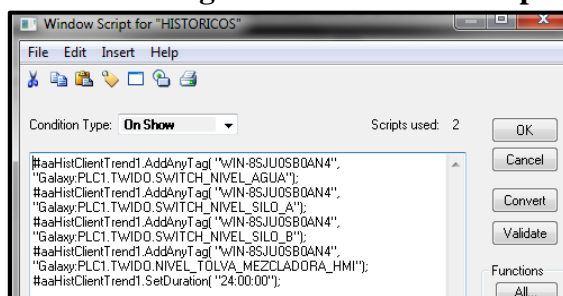 Window Script for "HISTORICOS"
File Edit Insert Help
Condition Type: On Show Scripts used: 2
OK
Cancel
Convert
Validate
Functions
All...
#aaHistClientTrend1.AddAnyTag( "WIN-8SJU0SB0AN4",
"Galaxy:PLC1.TWIDO.SWITCH_NIVEL_AGUA");
#aaHistClientTrend1.AddAnyTag( "WIN-8SJU0SB0AN4",
"Galaxy:PLC1.TWIDO.SWITCH_NIVEL_SILO_A");
#aaHistClientTrend1.AddAnyTag( "WIN-8SJU0SB0AN4",
"Galaxy:PLC1.TWIDO.SWITCH_NIVEL_SILO_B");
#aaHistClientTrend1.AddAnyTag( "WIN-8SJU0SB0AN4",
"Galaxy:PLC1.TWIDO.NIVEL_TOLVA_MEZCLADORA_HMI");
#aaHistClientTrend1.SetDuration( "24:00:00");